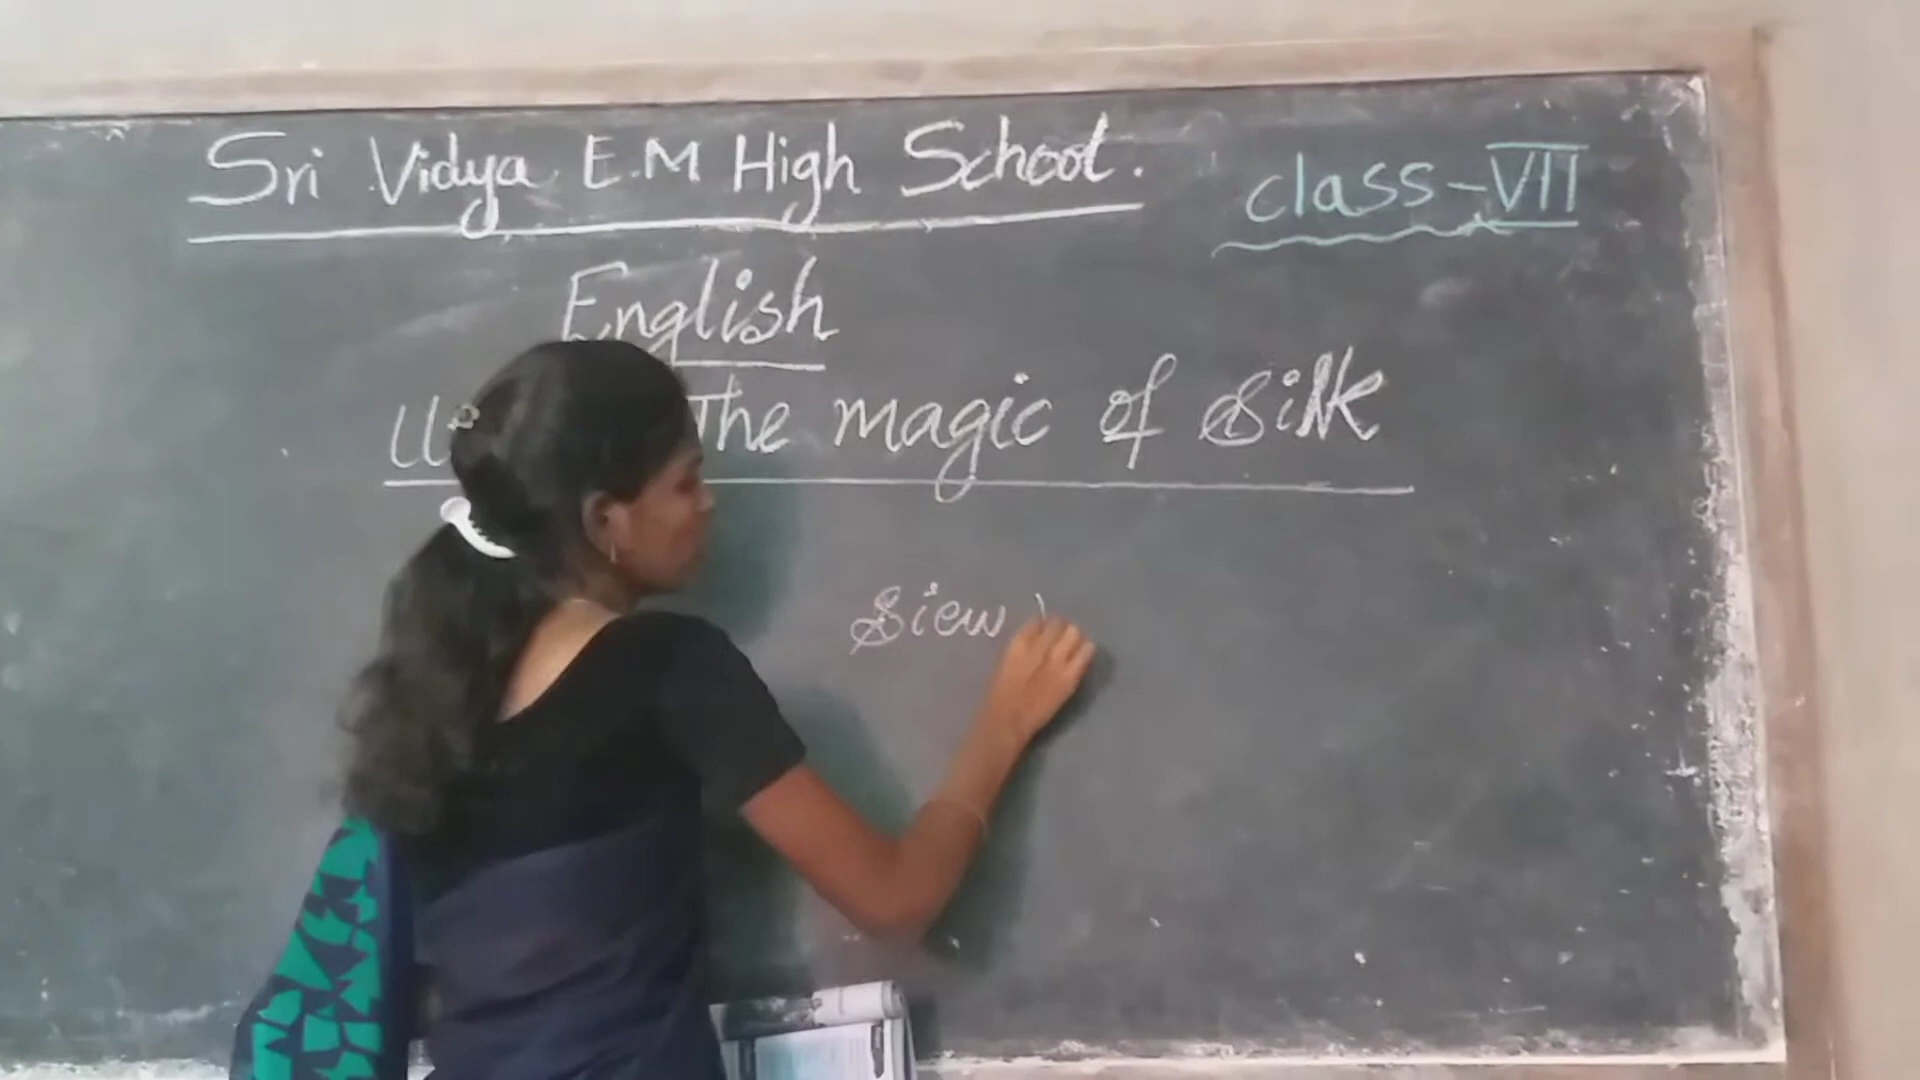 Sri Vidya E.M High School.
class-VII
English
The magic of Silk
Siew